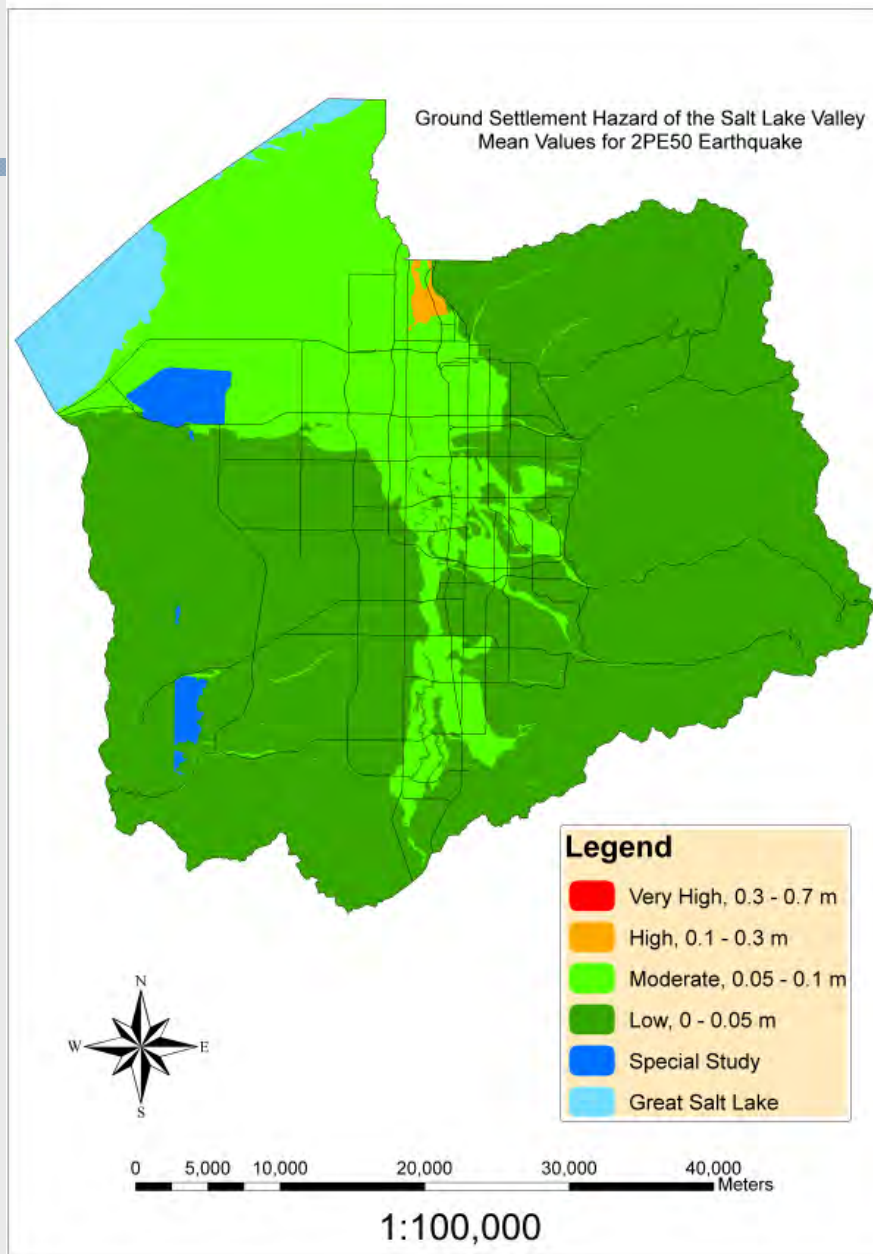 Ground Settlement Hazard of the Salt Lake Valley
Mean Values for 2PE50 Earthquake
Legend
Very High, 0.3 - 0.7 m
High, 0.1 - 0.3 m
Moderate, 0.05 - 0.1 m
Low, 0 - 0.05 m
Special Study
Great Salt Lake
N
W E
S
0 5,000 10,000 20,000 30,000 40,000
Meters
1:100,000